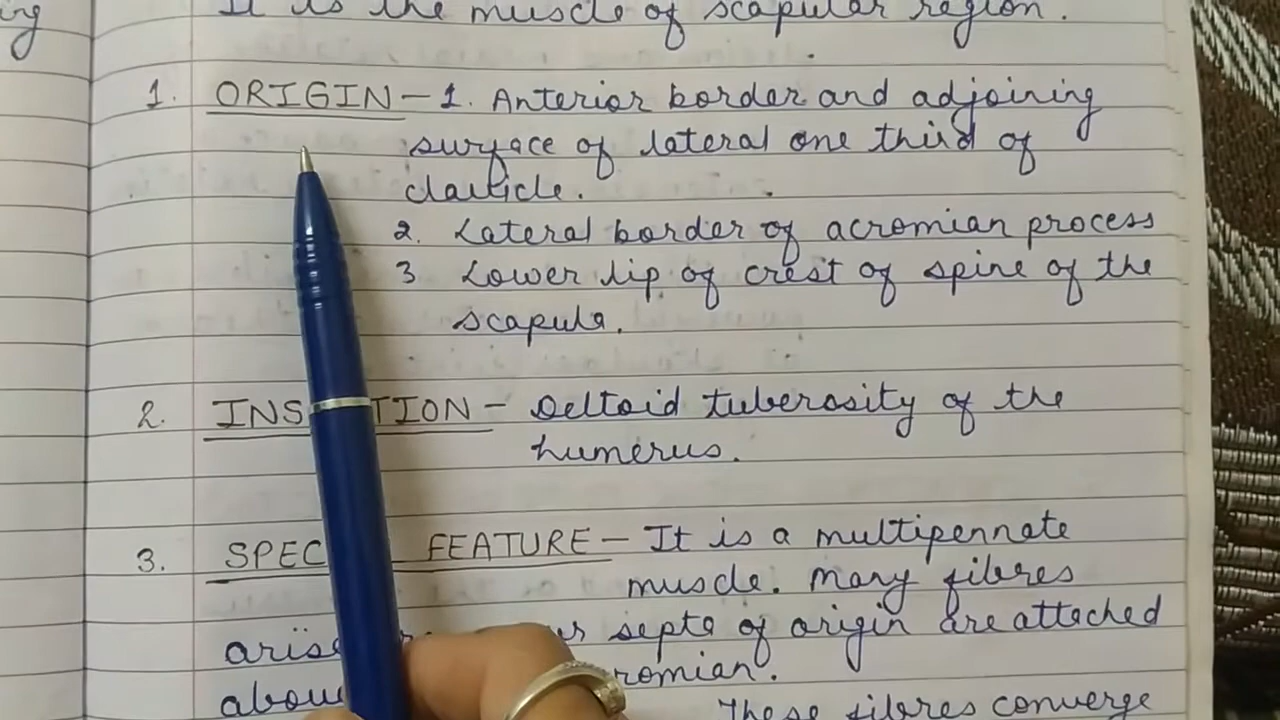 ng
It is the muscle of scapular region.
1. ORIGIN - 1. Anterior border and adjoining
surface of lateral one third of
clavicle.
2. Lateral border of acromian process
3 Lower lip of crest of spine of the
scapula.
2. INS TION - Deltoid tuberosity of the
humerus.
3. SPEC FEATURE - It is a multipennate
muscle. Many fibres
arise septa of origin are attached
abov romian.
These fibres converge